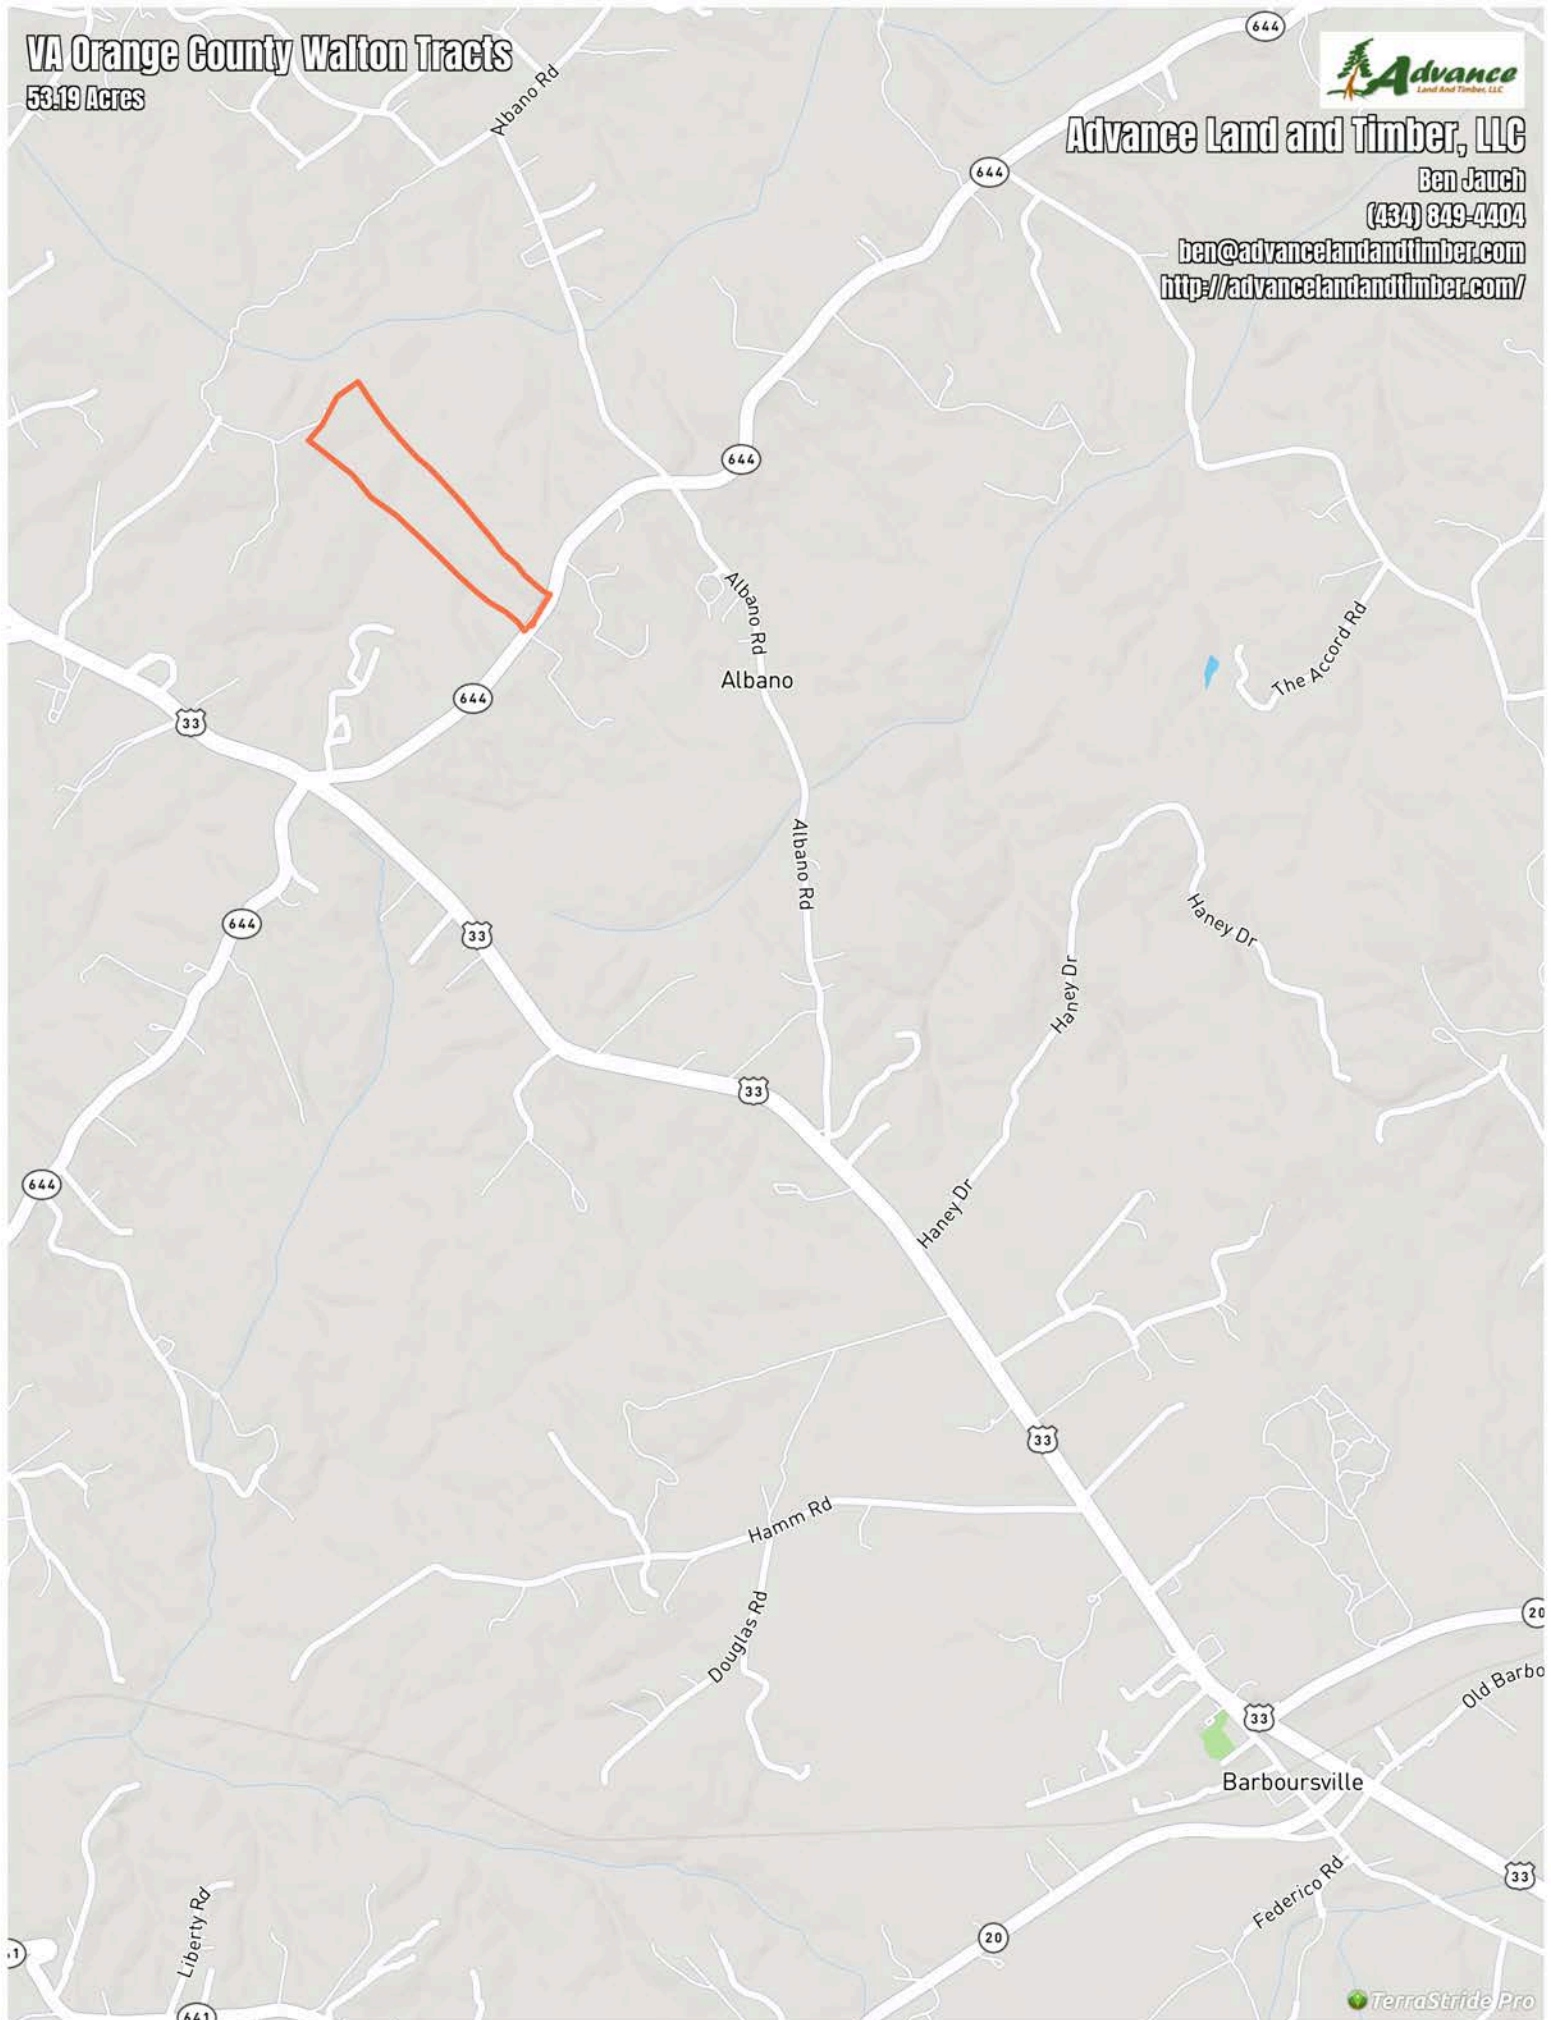 VA Orange County Walton Tracts
53.19 Acres
Advance
Land And Timber, LLC
Advance Land and Timber, LLC
Ben Jauch
(434) 849-4404
ben@advancelandandtimber.com
http://advancelandandtimber.com/
644
Albano Rd
644
644
Albano Rd
The Accord Rd
Albano
644
33
Albano Rd
Haney Dr
644
33
Haney Dr
33
644
Haney Dr
33
Hamm Rd
Douglas Rd
20
Old Barbo
33
Barboursville
33
Federico Rd
Liberty Rd
20
1
641
TerraStride Pro